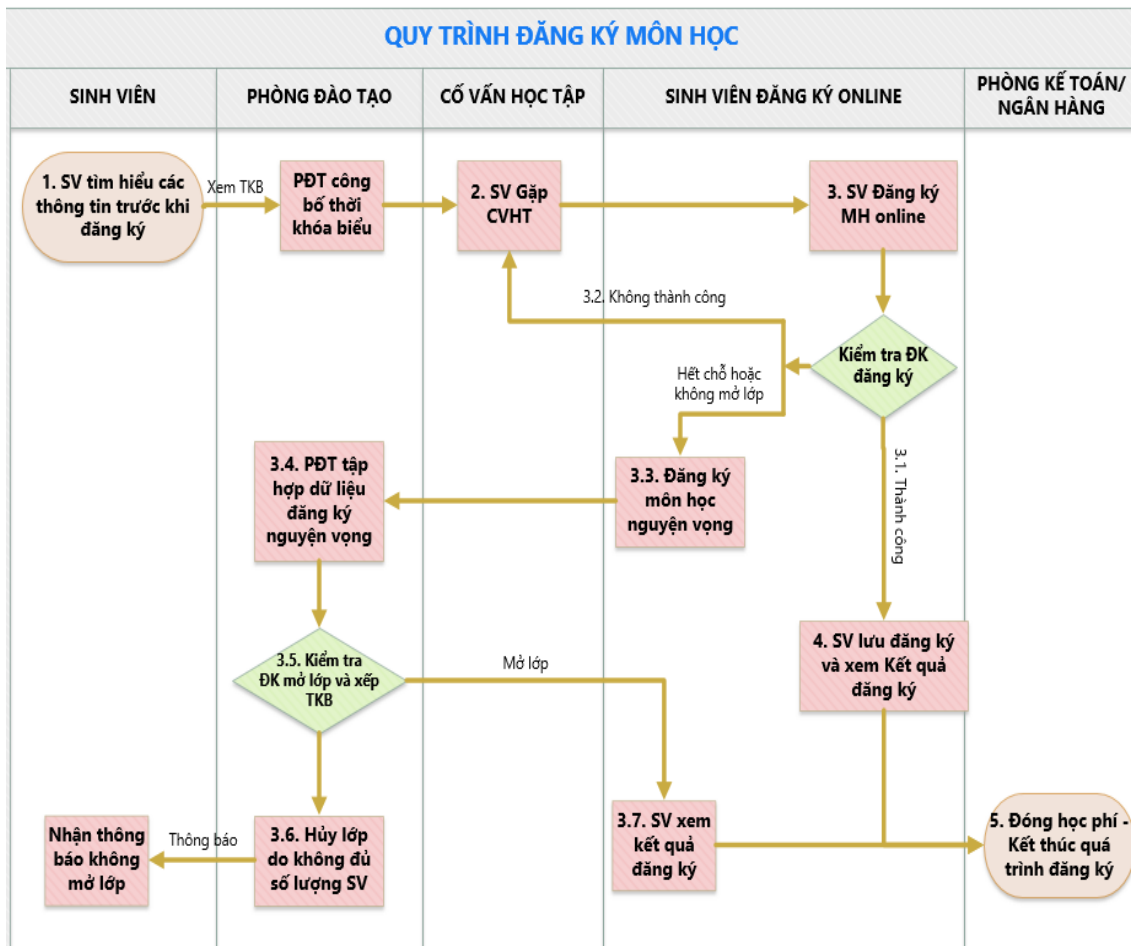 QUY TRÌNH ĐĂNG KÝ MÔN HỌC
SINH VIÊN
PHÒNG ĐÀO TẠO
CỐ VẤN HỌC TẬP
SINH VIÊN ĐĂNG KÝ ONLINE
PHÒNG KẾ TOÁN/
NGÂN HÀNG
1. SV tìm hiểu các
thông tin trước khi
đăng ký
Xem TKB
PĐT công
bố thời
khóa biểu
2. SV Gặp
CVHT
3. SV Đăng ký
MH online
3.2. Không thành công
Kiểm tra ĐK
đăng ký
Hết chỗ hoặc
không mở lớp
3.1. Thành công
3.4. PĐT tập
hợp dữ liệu
đăng ký
nguyện vọng
3.3. Đăng ký
môn học
nguyện vọng
3.5. Kiểm tra
ĐK mở lớp và xếp
TKB
Mở lớp
4. SV lưu đăng ký
và xem Kết quả
đăng ký
Nhận thông
báo không
mở lớp
Thông báo
3.6. Hủy lớp
do không đủ
số lượng SV
3.7. SV xem
kết quả
đăng ký
5. Đóng học phí -
Kết thúc quá
trình đăng ký